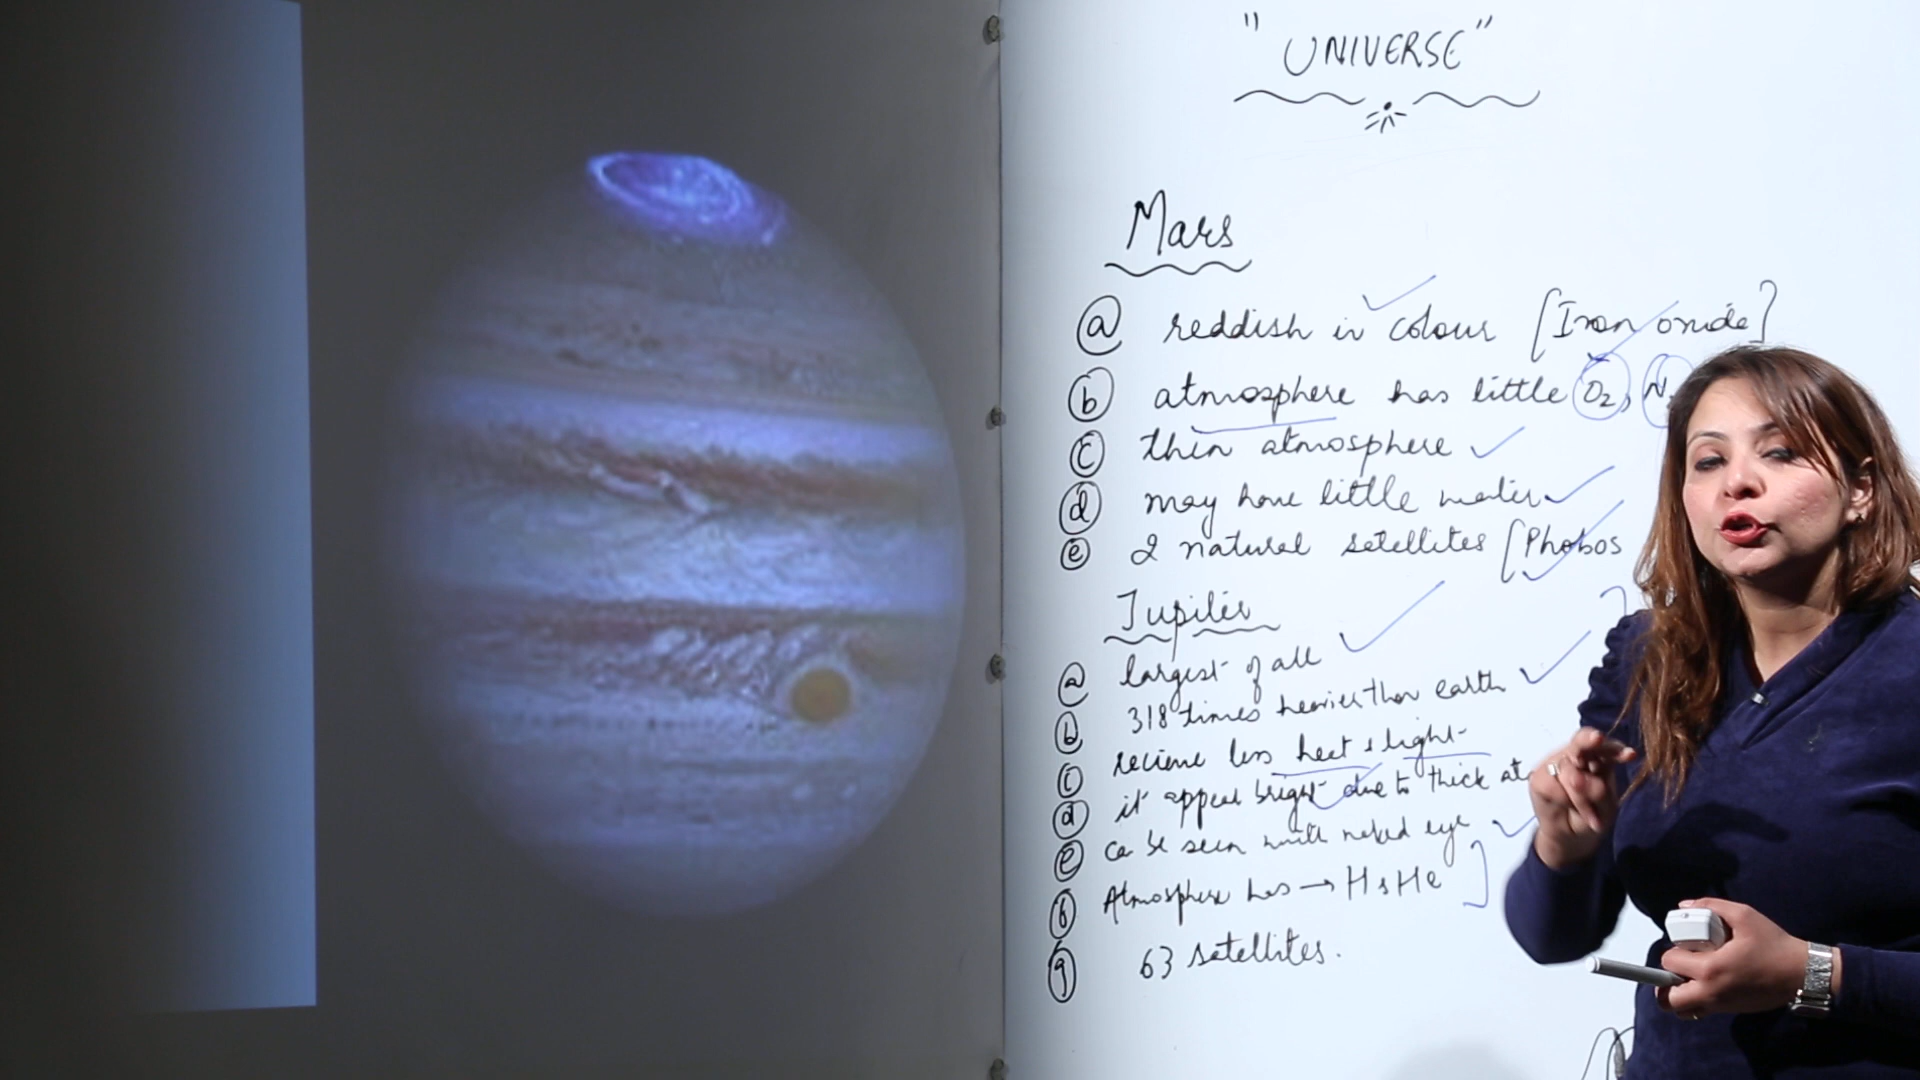 " UNIVERSE "
Mars
(a) reddish in colour [Iron oxide]
(b) atmosphere has little O2, N
(c) thin atmosphere
(d) may have little water
(e) 2 natural satellites [Phobos
Jupiter
(a) largest of all
(b) 318 times heavier than earth
(c) recieve less heat & light
(d) it appear bright due to thick at
(e) can be seen with naked eye
(f) Atmosphere has → H & He ]
(g) 63 satellites.